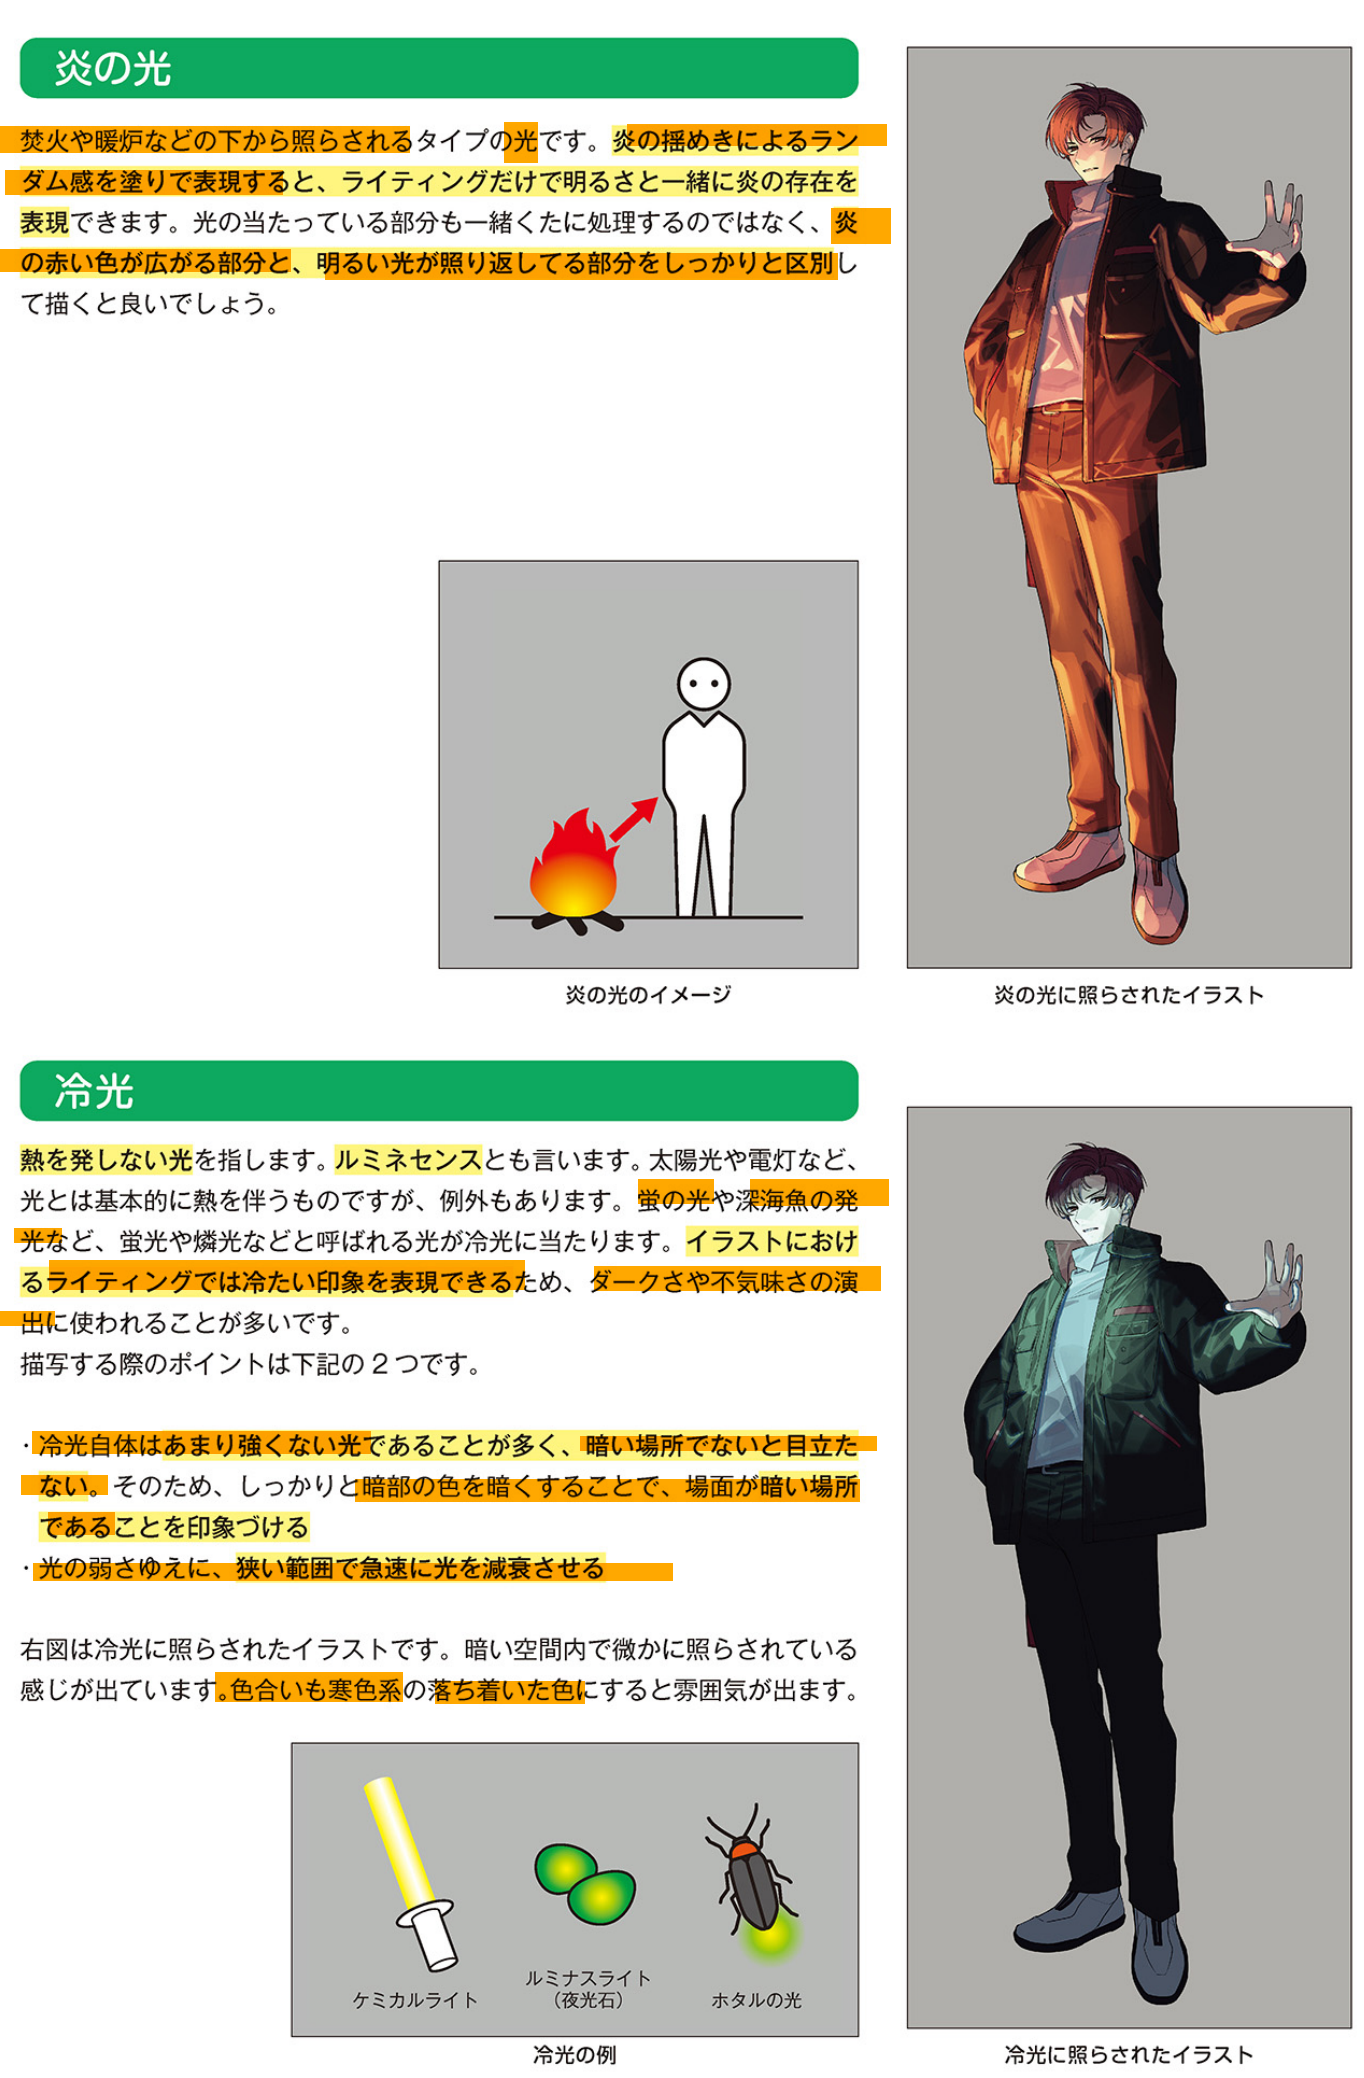 炎の光
焚火や暖炉などの下から照らされるタイプの光です。炎の揺めきによるラン
ダム感を塗りで表現すると、ライティングだけで明るさと一緒に炎の存在を
表現できます。光の当たっている部分も一緒くたに処理するのではなく、炎
の赤い色が広がる部分と、明るい光が照り返してる部分をしっかりと区別し
て描くと良いでしょう。
炎の光のイメージ
炎の光に照らされたイラスト
冷光
熱を発しない光を指します。ルミネセンスとも言います。太陽光や電灯など、
光とは基本的に熱を伴うものですが、例外もあります。蛍の光や深海魚の発
光など、蛍光や燐光などと呼ばれる光が冷光に当たります。イラストにおけ
るライティングでは冷たい印象を表現できるため、ダークさや不気味さの演
出に使われることが多いです。
描写する際のポイントは下記の2つです。
・冷光自体はあまり強くない光であることが多く、暗い場所でないと目立た
ない。そのため、しっかりと暗部の色を暗くすることで、場面が暗い場所
であることを印象づける
・光の弱さゆえに、狭い範囲で急速に光を減衰させる
右図は冷光に照らされたイラストです。暗い空間内で微かに照らされている
感じが出ています。色合いも寒色系の落ち着いた色にすると雰囲気が出ます。
ケミカルライト
ルミナスライト
（夜光石）
ホタルの光
冷光の例
冷光に照らされたイラスト